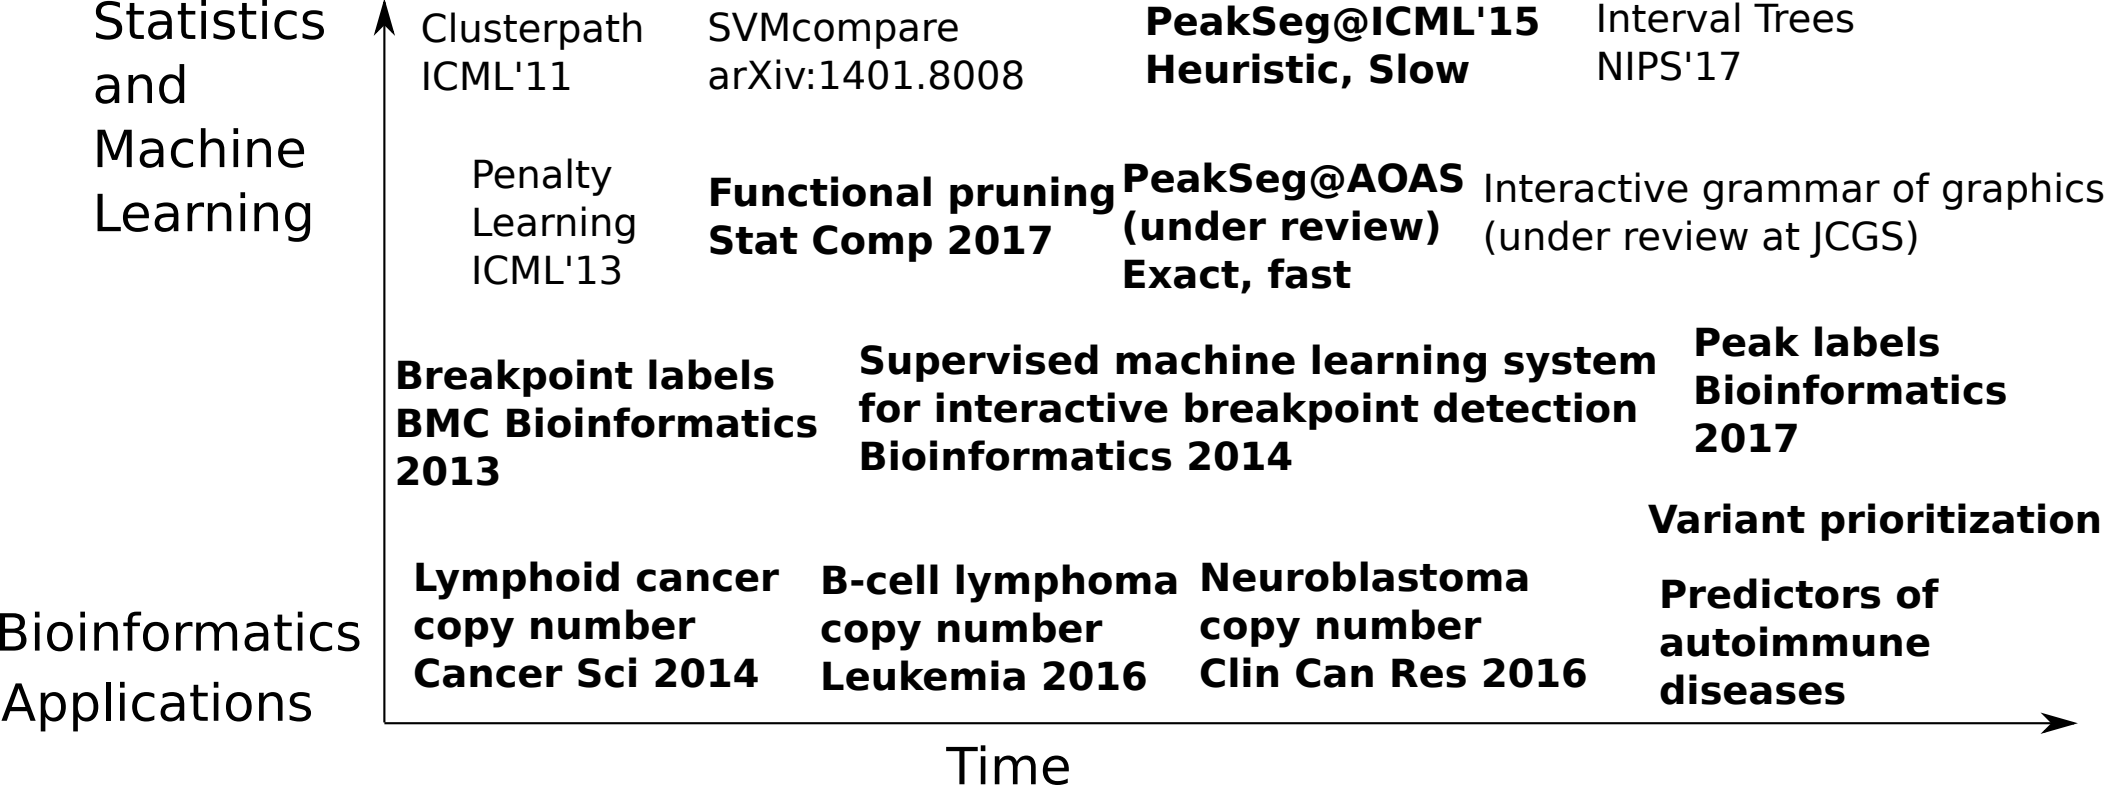 Statistics
and
Machine
Learning
Clusterpath
ICML'11
SVMcompare
arXiv:1401.8008
PeakSeg@ICML'15
Heuristic, Slow
Interval Trees
NIPS'17
Penalty
Learning
ICML'13
Functional pruning
Stat Comp 2017
PeakSeg@AOAS
(under review)
Exact, fast
Interactive grammar of graphics
(under review at JCGS)
Breakpoint labels
BMC Bioinformatics
2013
Supervised machine learning system
for interactive breakpoint detection
Bioinformatics 2014
Peak labels
Bioinformatics
2017
Variant prioritization
Bioinformatics
Applications
Lymphoid cancer
copy number
Cancer Sci 2014
B-cell lymphoma
copy number
Leukemia 2016
Neuroblastoma
copy number
Clin Can Res 2016
Predictors of
autoimmune
diseases
Time